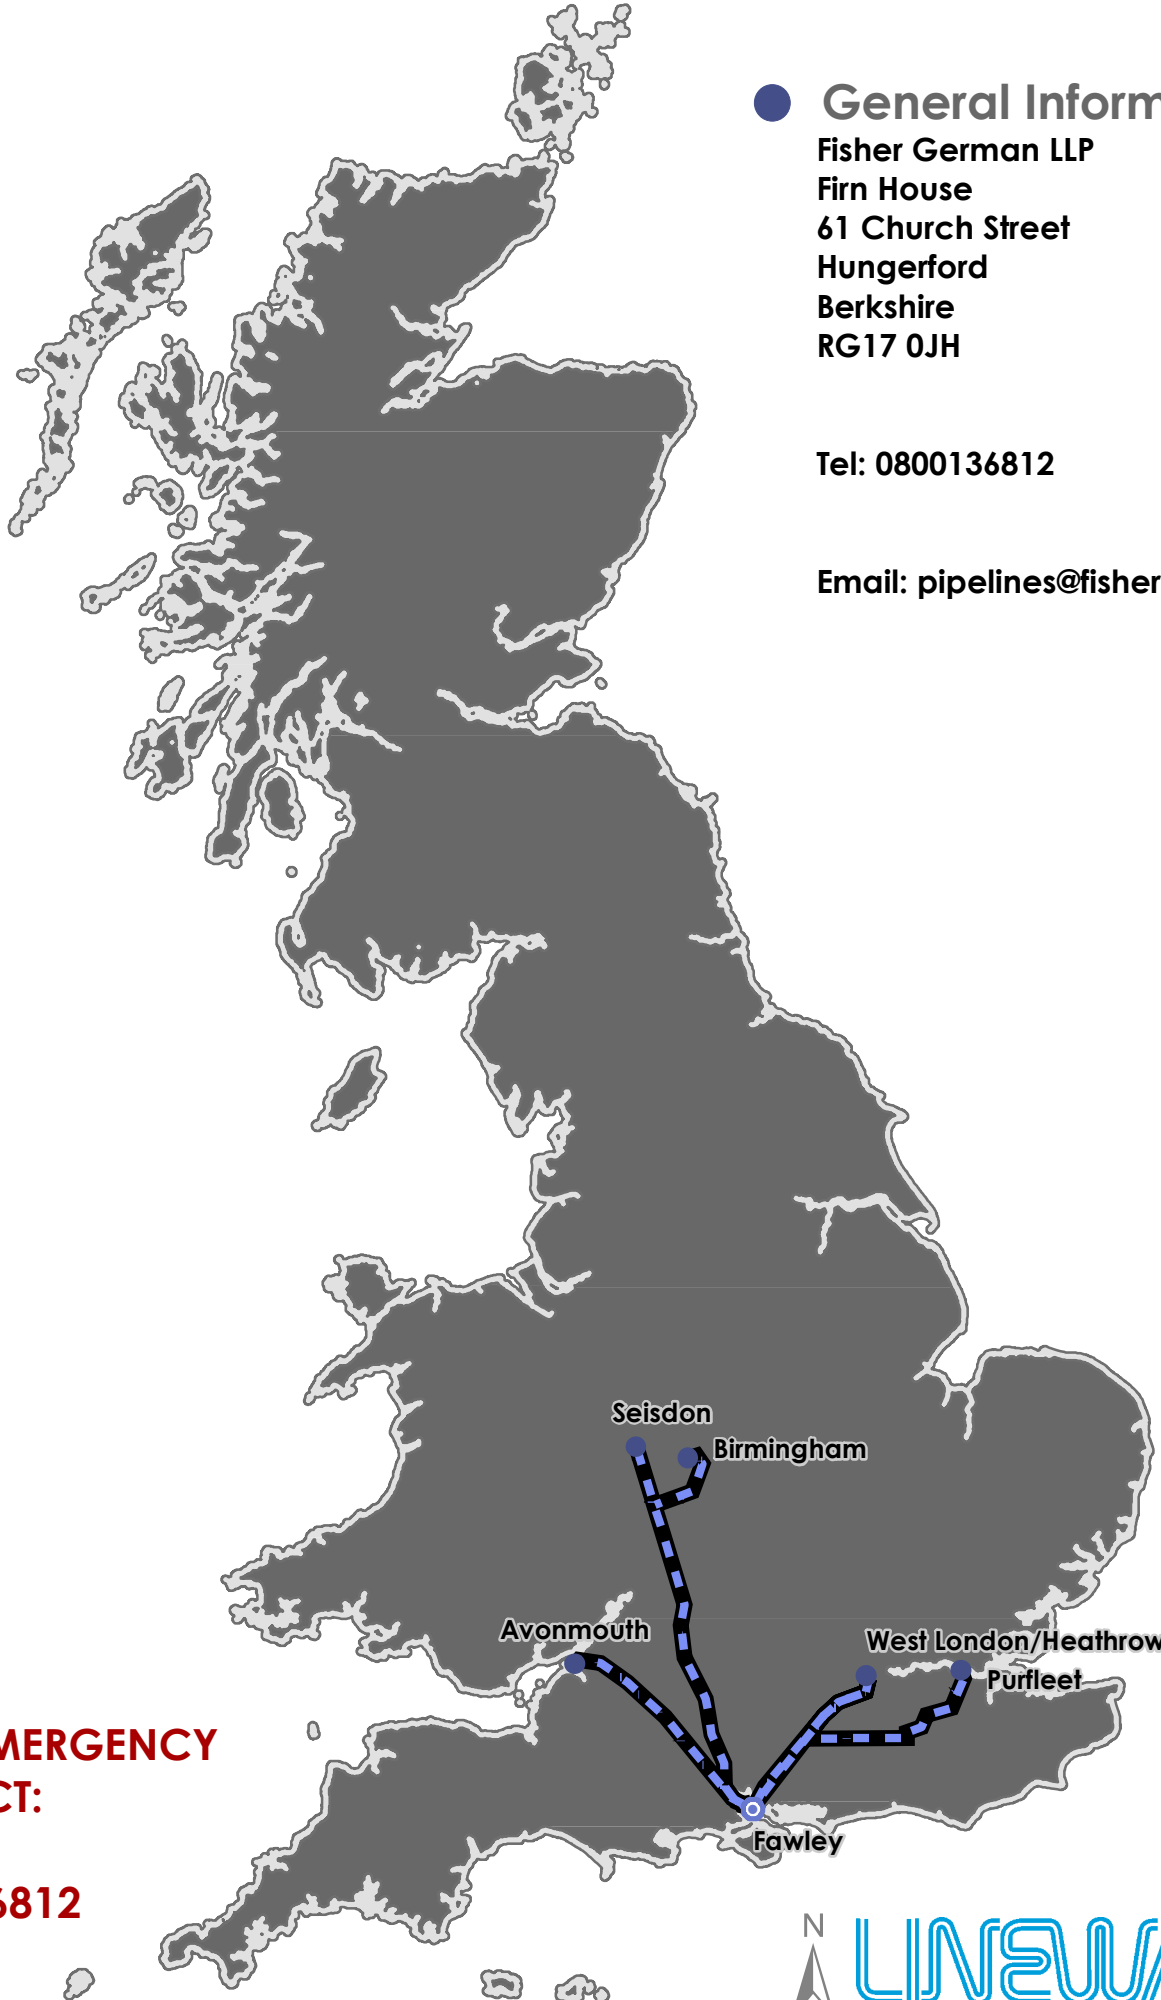 General Inform
Fisher German LLP
Firn House
61 Church Street
Hungerford
Berkshire
RG17 0JH
Tel: 0800136812
Email: pipelines@fisher
Seisdon
Birmingham
Avonmouth
West London/Heathrow
Purfleet
Fawley
MERGENCY
CT:
6812
N
LINEWA